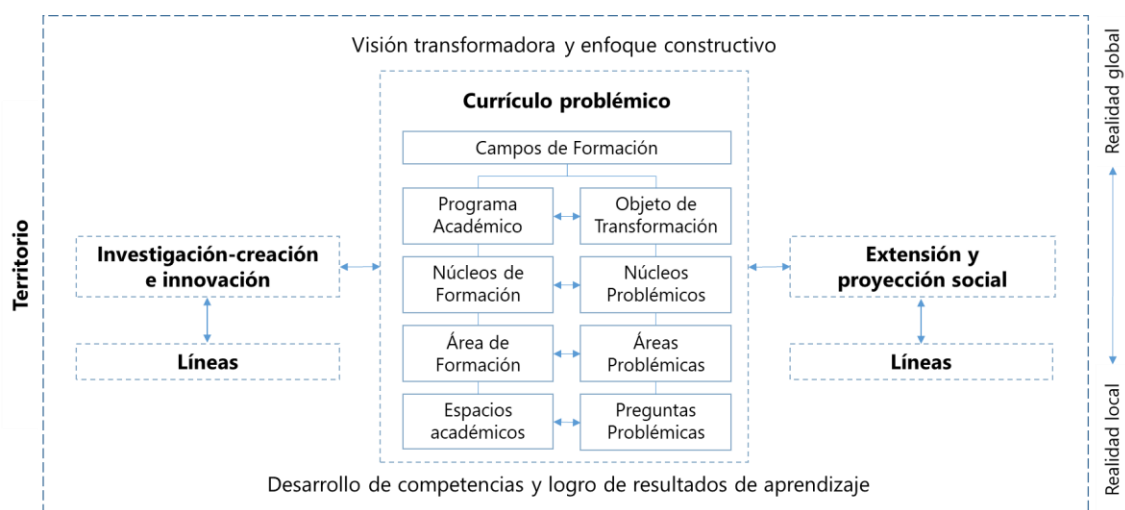 Visión transformadora y enfoque constructivo
Currículo problémico
Campos de Formación
Programa
Académico
Objeto de
Transformación
Núcleos de
Formación
Núcleos
Problémicos
Área de
Formación
Áreas
Problémicas
Espacios
académicos
Preguntas
Problémicas
Territorio
Investigación-creación
e innovación
Líneas
Extensión y
proyección social
Líneas
Desarrollo de competencias y logro de resultados de aprendizaje
Realidad global
Realidad local